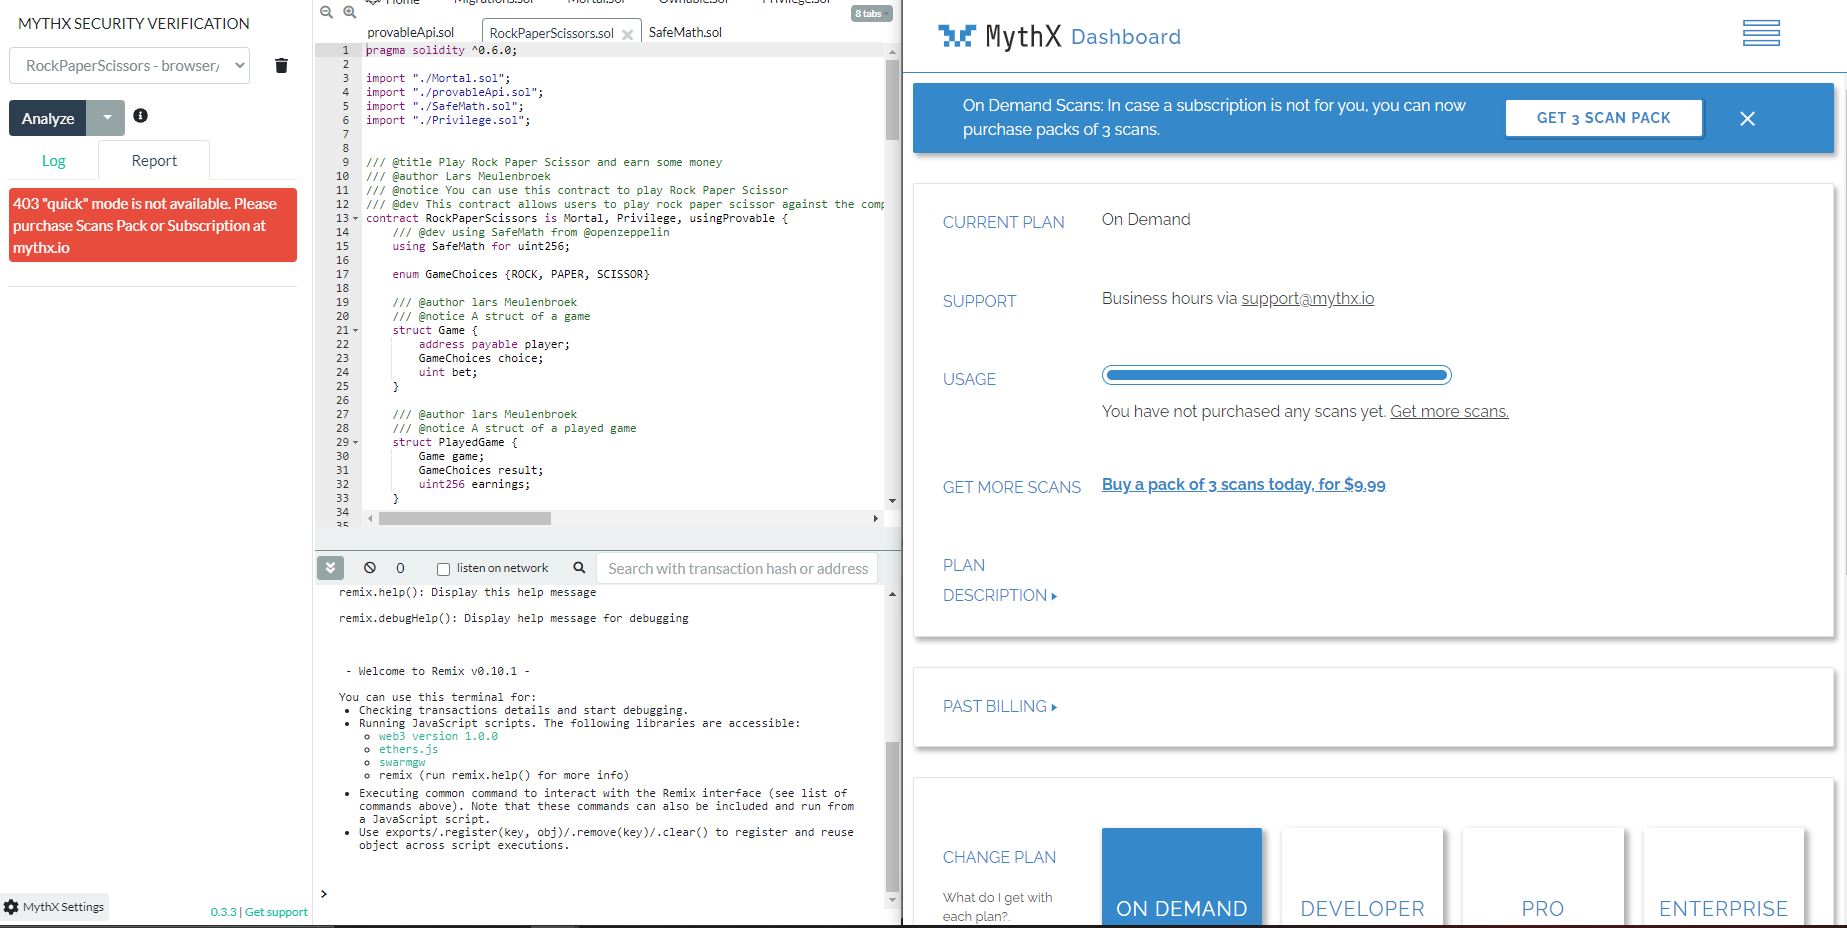 MYTHX SECURITY VERIFICATION
RockPaperScissors - browser/
Analyze
Log
Report
403 "quick" mode is not available. Please
purchase Scans Pack or Subscription at
mythx.io
MythX Settings
0.3.3 | Get support
Home
Migrations.sol
Mortal.sol
Ownable.sol
Privilege.sol
8 tabs
provableApi.sol
RockPaperScissors.sol
SafeMath.sol
1 pragma solidity ^0.6.0;
2
3 import "./Mortal.sol";
4 import "./provableApi.sol";
5 import "./SafeMath.sol";
6 import "./Privilege.sol";
7
8
9 /// @title Play Rock Paper Scissor and earn some money
10 /// @author Lars Meulenbroek
11 /// @notice You can use this contract to play Rock Paper Scissor
12 /// @dev This contract allows users to play rock paper scissor against the comp
13 contract RockPaperScissors is Mortal, Privilege, usingProvable {
14 /// @dev using SafeMath from @openzeppelin
15 using SafeMath for uint256;
16
17 enum GameChoices {ROCK, PAPER, SCISSOR}
18
19 /// @author lars Meulenbroek
20 /// @notice A struct of a game
21 struct Game {
22 address payable player;
23 GameChoices choice;
24 uint bet;
25 }
26
27 /// @author lars Meulenbroek
28 /// @notice A struct of a played game
29 struct PlayedGame {
30 Game game;
31 GameChoices result;
32 uint256 earnings;
33 }
34
35
0
listen on network
Search with transaction hash or address
remix.help(): Display this help message
remix.debugHelp(): Display help message for debugging
- Welcome to Remix v0.10.1 -
You can use this terminal for:
• Checking transactions details and start debugging.
• Running JavaScript scripts. The following libraries are accessible:
o web3 version 1.0.0
o ethers.js
o swarmgw
o remix (run remix.help() for more info)
• Executing common command to interact with the Remix interface (see list of
commands above). Note that these commands can also be included and run from
a JavaScript script.
• Use exports/.register(key, obj)/.remove(key)/.clear() to register and reuse
object across script executions.
>
MythX Dashboard
On Demand Scans: In case a subscription is not for you, you can now
purchase packs of 3 scans.
GET 3 SCAN PACK
CURRENT PLAN
On Demand
SUPPORT
Business hours via support@mythx.io
USAGE
You have not purchased any scans yet. Get more scans.
GET MORE SCANS
Buy a pack of 3 scans today, for $9.99
PLAN
DESCRIPTION
PAST BILLING
CHANGE PLAN
What do I get with
each plan?.
ON DEMAND
DEVELOPER
PRO
ENTERPRISE